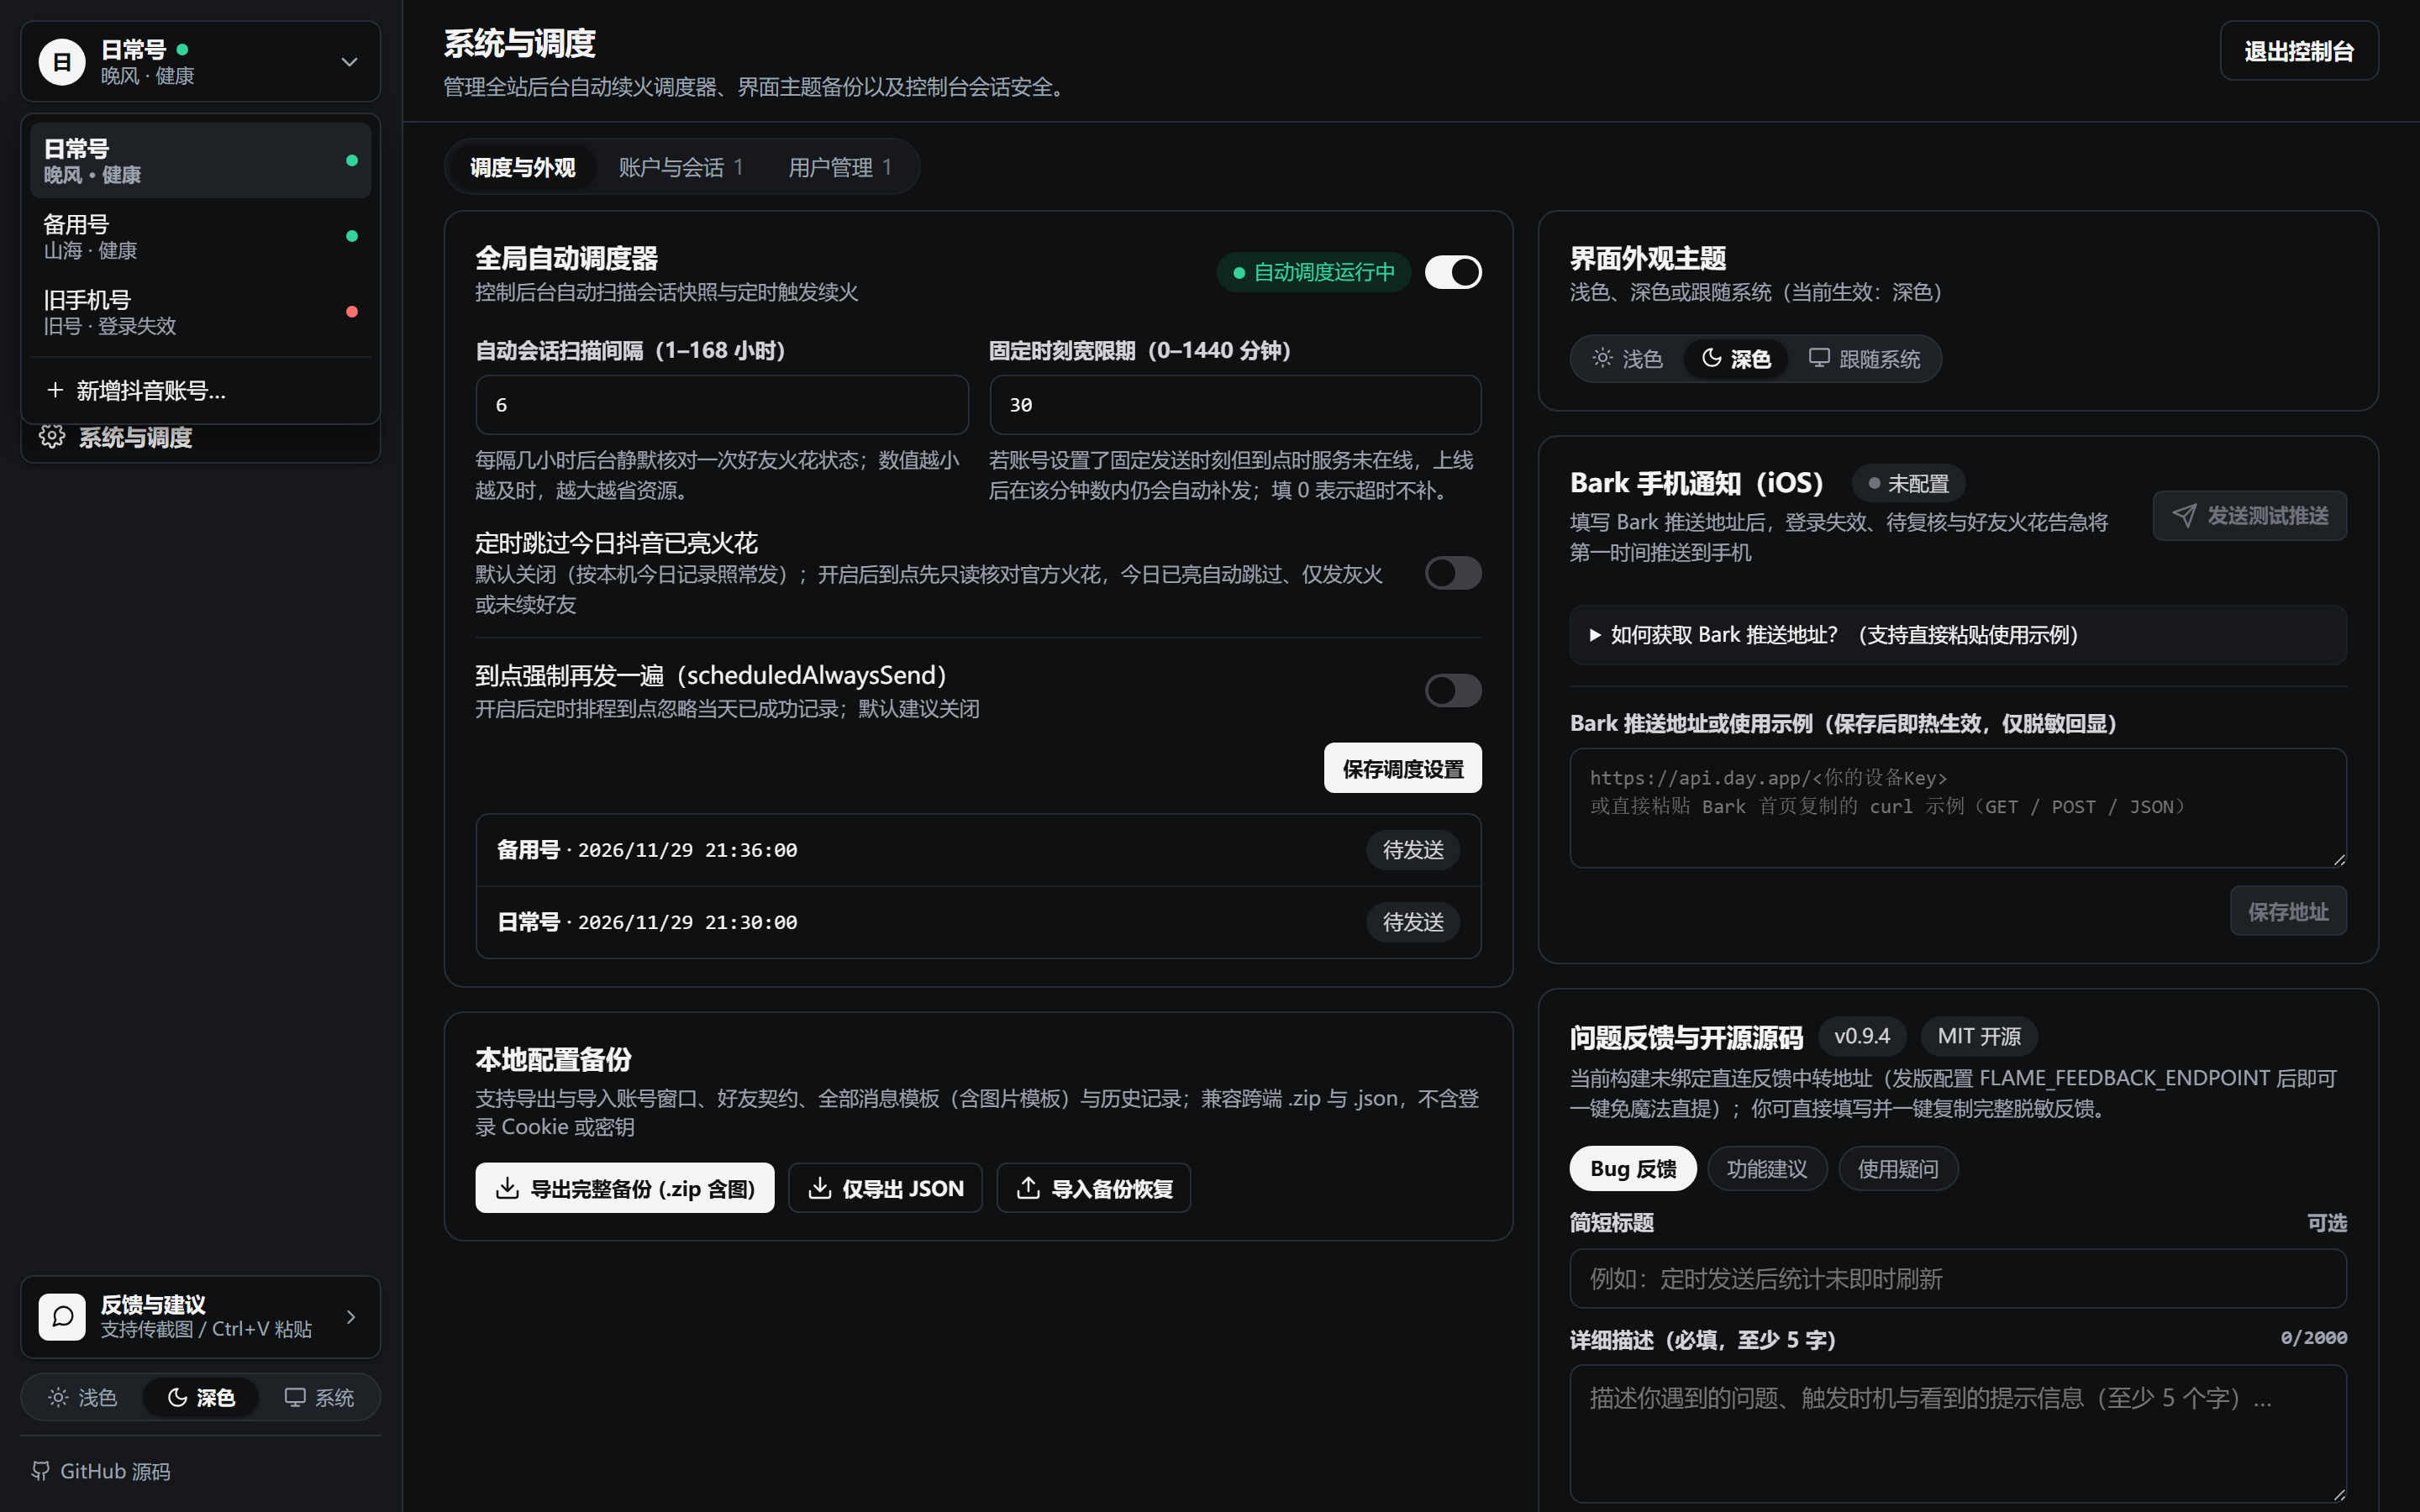 日
日常号
晚风 · 健康
日常号
晚风 • 健康
备用号
山海 · 健康
旧手机号
旧号 · 登录失效
新增抖音账号...
系统与调度
反馈与建议
支持传截图 / Ctrl+V 粘贴
浅色
深色
系统
GitHub 源码
系统与调度
管理全站后台自动续火调度器、界面主题备份以及控制台会话安全。
退出控制台
调度与外观
账户与会话 1
用户管理 1
全局自动调度器
控制后台自动扫描会话快照与定时触发续火
自动调度运行中
自动会话扫描间隔（1–168 小时）
6
每隔几小时后台静默核对一次好友火花状态；数值越小
越及时，越大越省资源。
固定时刻宽限期（0–1440 分钟）
30
若账号设置了固定发送时刻但到点时服务未在线，上线
后在该分钟数内仍会自动补发；填 0 表示超时不补。
定时跳过今日抖音已亮火花
默认关闭（按本机今日记录照常发）；开启后到点先只读核对官方火花，今日已亮自动跳过、仅发灰火
或未续好友
到点强制再发一遍（scheduledAlwaysSend）
开启后定时排程到点忽略当天已成功记录；默认建议关闭
保存调度设置
备用号 · 2026/11/29 21:36:00
待发送
日常号 · 2026/11/29 21:30:00
待发送
本地配置备份
支持导出与导入账号窗口、好友契约、全部消息模板（含图片模板）与历史记录；兼容跨端 .zip 与 .json，不含登
录 Cookie 或密钥
导出完整备份 (.zip 含图)
仅导出 JSON
导入备份恢复
界面外观主题
浅色、深色或跟随系统（当前生效：深色）
浅色
深色
跟随系统
Bark 手机通知（iOS）
未配置
填写 Bark 推送地址后，登录失效、待复核与好友火花告急将
第一时间推送到手机
发送测试推送
如何获取 Bark 推送地址？（支持直接粘贴使用示例）
Bark 推送地址或使用示例（保存后即热生效，仅脱敏回显）
https://api.day.app/<你的设备Key>
或直接粘贴 Bark 首页复制的 curl 示例（GET / POST / JSON）
保存地址
问题反馈与开源源码
v0.9.4
MIT 开源
当前构建未绑定直连反馈中转地址（发版配置 FLAME_FEEDBACK_ENDPOINT 后即可
一键免魔法直提）；你可直接填写并一键复制完整脱敏反馈。
Bug 反馈
功能建议
使用疑问
简短标题
可选
例如：定时发送后统计未即时刷新
详细描述（必填，至少 5 字）
0/2000
描述你遇到的问题、触发时机与看到的提示信息（至少 5 个字）...